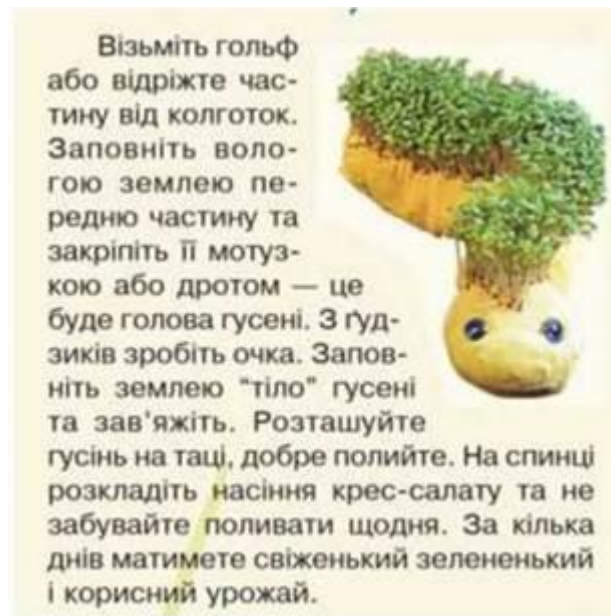 Візьміть гольф
або відріжте час-
тину від колготок.
Заповніть воло-
гою землею пе-
редню частину та
закріпіть її мотуз-
кою або дротом — це
буде голова гусені. З ґуд-
зиків зробіть очка. Запов-
ніть землею "тіло" гусені
та зав'яжіть. Розташуйте
гусінь на таці, добре полийте. На спинці
розкладіть насіння крес-салату та не
забувайте поливати щодня. За кілька
днів матимете свіженький зелененький
і корисний урожай.